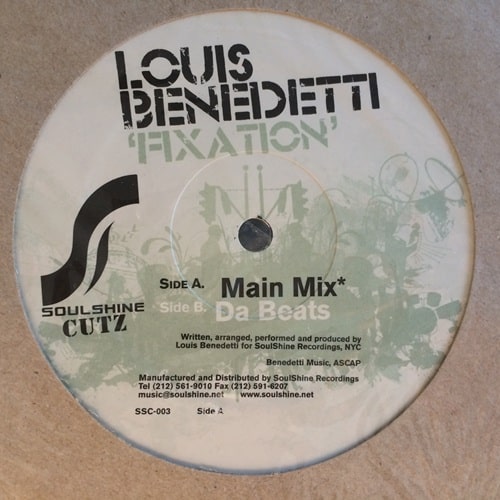 LOUIS
BENEDETTI
'FIXATION'
SOULSHINE
CUTZ
SIDE A. Main Mix*
SIDE B. Da Beats
Written, arranged, performed and produced by
Louis Benedetti for SoulShine Recordings, NYC
Benedetti Music, ASCAP
Manufactured and Distributed by SoulShine Recordings
Tel (212) 561-9010 Fax (212) 591-6207
music@soulshine.net www.soulshine.net
SSC-003 Side A